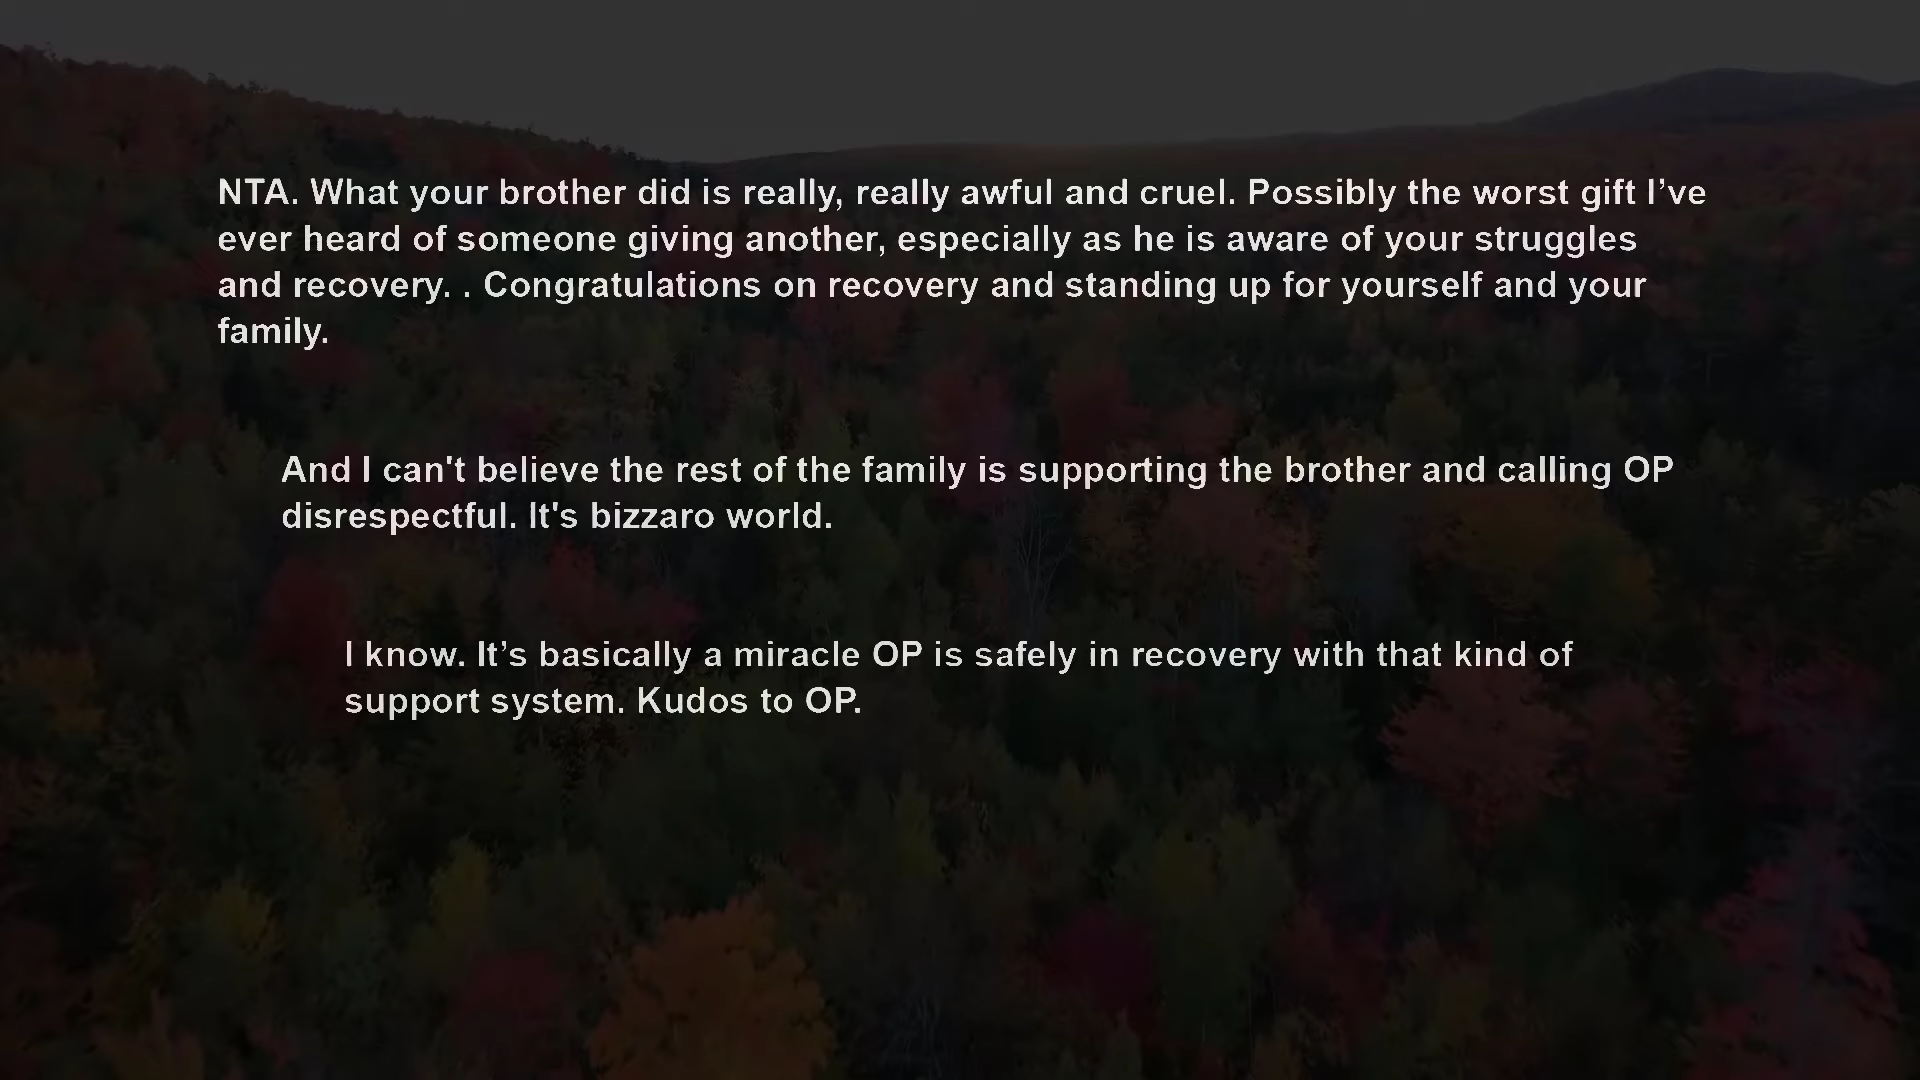 NTA. What your brother did is really, really awful and cruel. Possibly the worst gift I’ve
ever heard of someone giving another, especially as he is aware of your struggles
and recovery. . Congratulations on recovery and standing up for yourself and your
family.
And I can't believe the rest of the family is supporting the brother and calling OP
disrespectful. It's bizzaro world.
I know. It’s basically a miracle OP is safely in recovery with that kind of
support system. Kudos to OP.